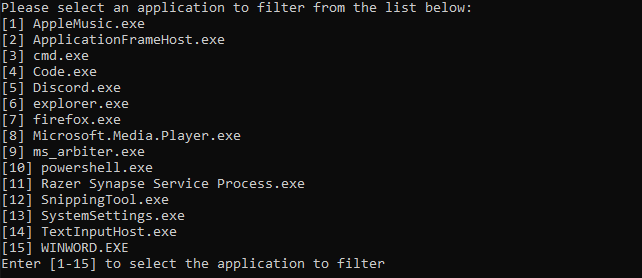 Please select an application to filter from the list below:
[1] AppleMusic.exe
[2] ApplicationFrameHost.exe
[3] cmd.exe
[4] Code.exe
[5] Discord.exe
[6] explorer.exe
[7] firefox.exe
[8] Microsoft.Media.Player.exe
[9] ms_arbiter.exe
[10] powershell.exe
[11] Razer Synapse Service Process.exe
[12] SnippingTool.exe
[13] SystemSettings.exe
[14] TextInputHost.exe
[15] WINWORD.EXE
Enter [1-15] to select the application to filter